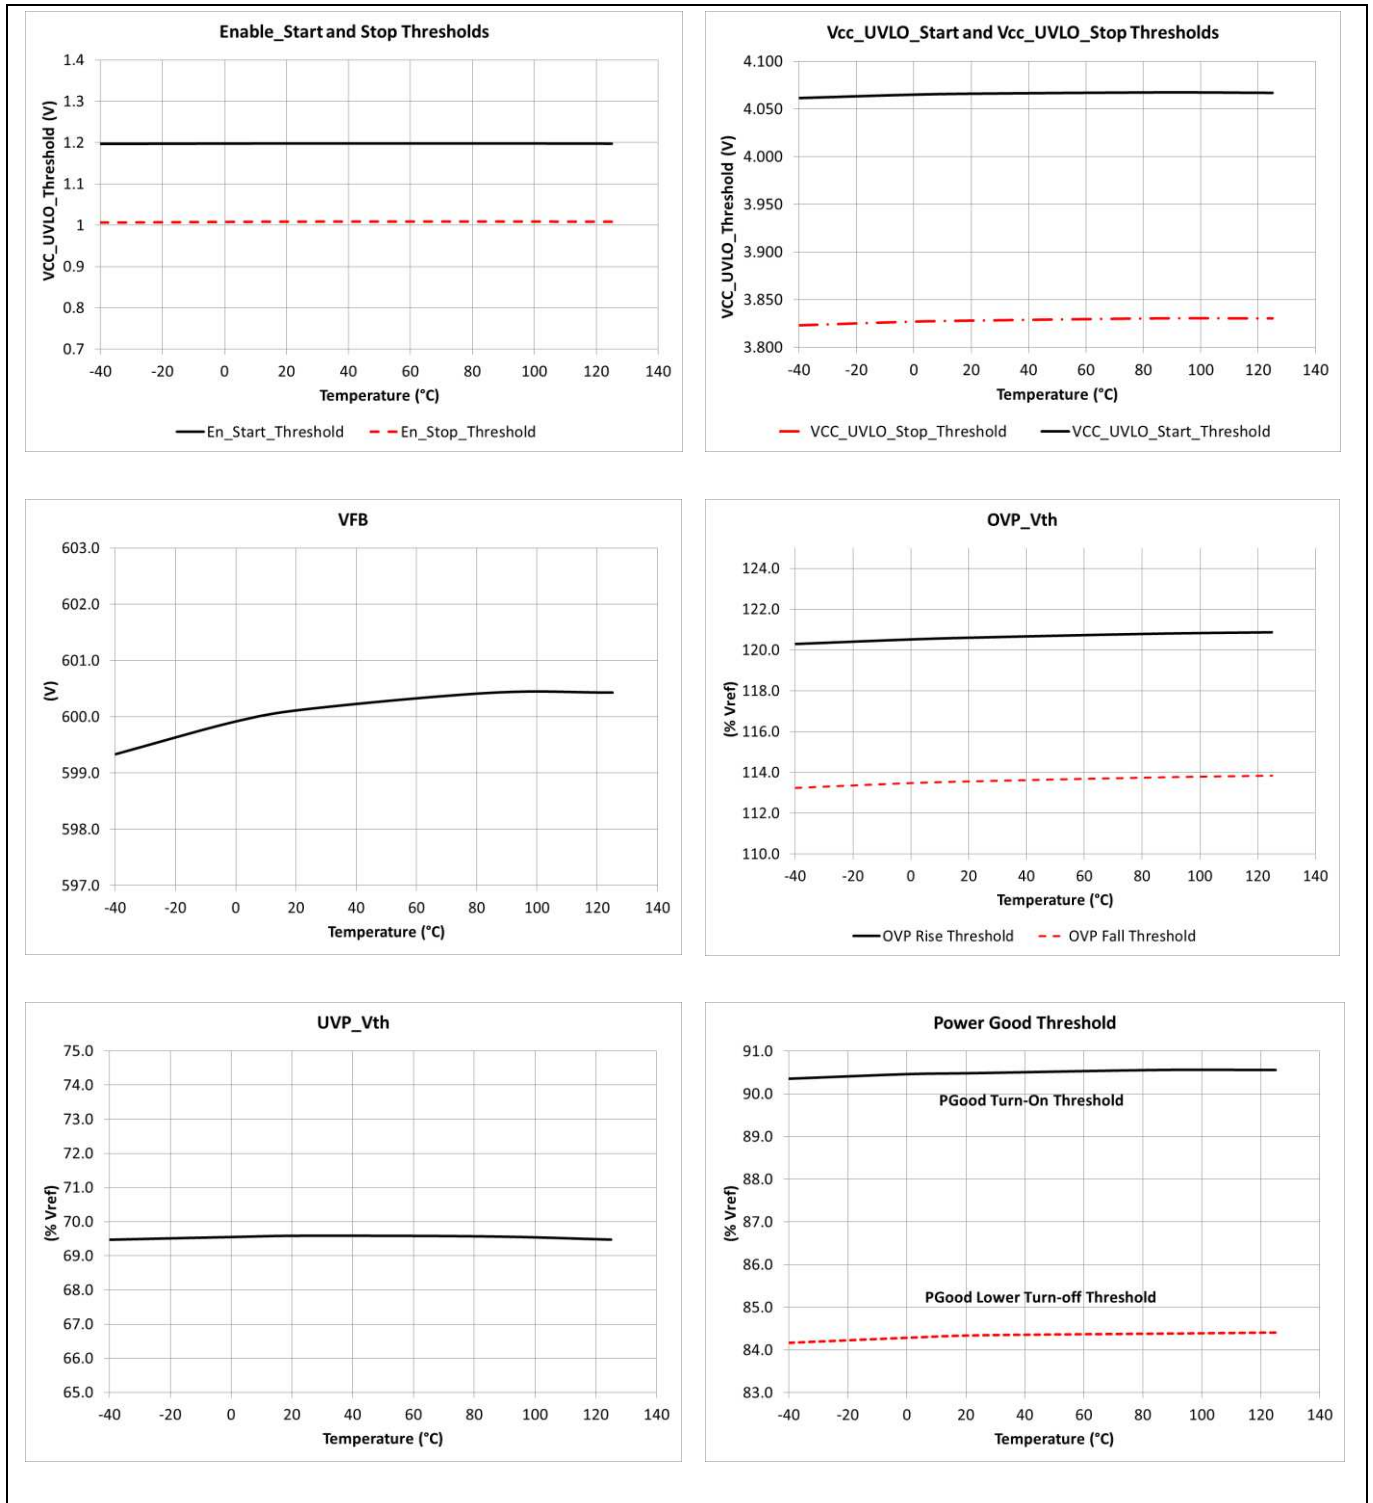 Enable_Start and Stop Thresholds
VCC_UVLO_Threshold (V)
1.4
1.3
1.2
1.1
1
0.9
0.8
0.7
-40 -20 0 20 40 60 80 100 120 140
Temperature (°C)
En_Start_Threshold En_Stop_Threshold
Vcc_UVLO_Start and Vcc_UVLO_Stop Thresholds
VCC_UVLO_Threshold (V)
4.100
4.050
4.000
3.950
3.900
3.850
3.800
-40 -20 0 20 40 60 80 100 120 140
Temperature (°C)
VCC_UVLO_Stop_Threshold VCC_UVLO_Start_Threshold
VFB
(V)
603.0
602.0
601.0
600.0
599.0
598.0
597.0
-40 -20 0 20 40 60 80 100 120 140
Temperature (°C)
OVP_Vth
(% Vref)
124.0
122.0
120.0
118.0
116.0
114.0
112.0
110.0
-40 -20 0 20 40 60 80 100 120 140
Temperature (°C)
OVP Rise Threshold OVP Fall Threshold
UVP_Vth
(% Vref)
75.0
74.0
73.0
72.0
71.0
70.0
69.0
68.0
67.0
66.0
65.0
-40 -20 0 20 40 60 80 100 120 140
Temperature (°C)
Power Good Threshold
(% Vref)
91.0
90.0
89.0
88.0
87.0
86.0
85.0
84.0
83.0
PGood Turn-On Threshold
PGood Lower Turn-off Threshold
-40 -20 0 20 40 60 80 100 120 140
Temperature (°C)